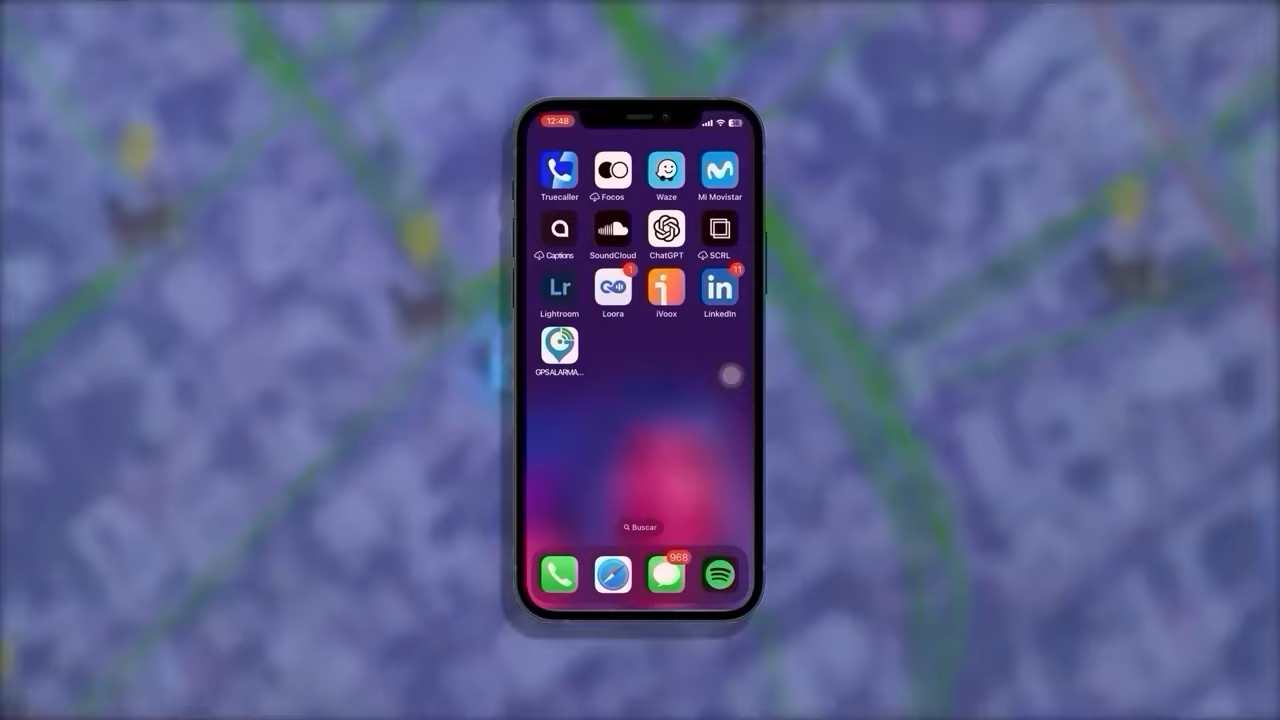 12:48
Truecaller
Focos
Waze
Mi Movistar
Captions
SoundCloud
ChatGPT
SCRL
Lr
1
11
in
Lightroom
Loora
iVoox
LinkedIn
GPSALARMA...
Buscar
968